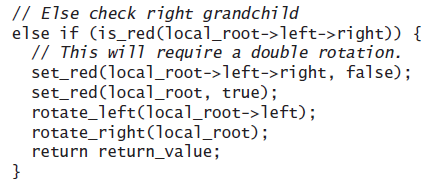 // Else check right grandchild
else if (is_red(local_root->left->right)) {
  // This will require a double rotation.
  set_red(local_root->left->right, false);
  set_red(local_root, true);
  rotate_left(local_root->left);
  rotate_right(local_root);
  return return_value;
}